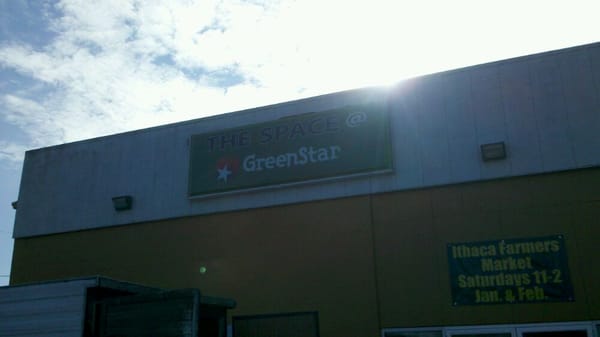 THE SPACE @
GreenStar
Ithaca Farmers
Market
Saturdays 11-2
Jan. & Feb.